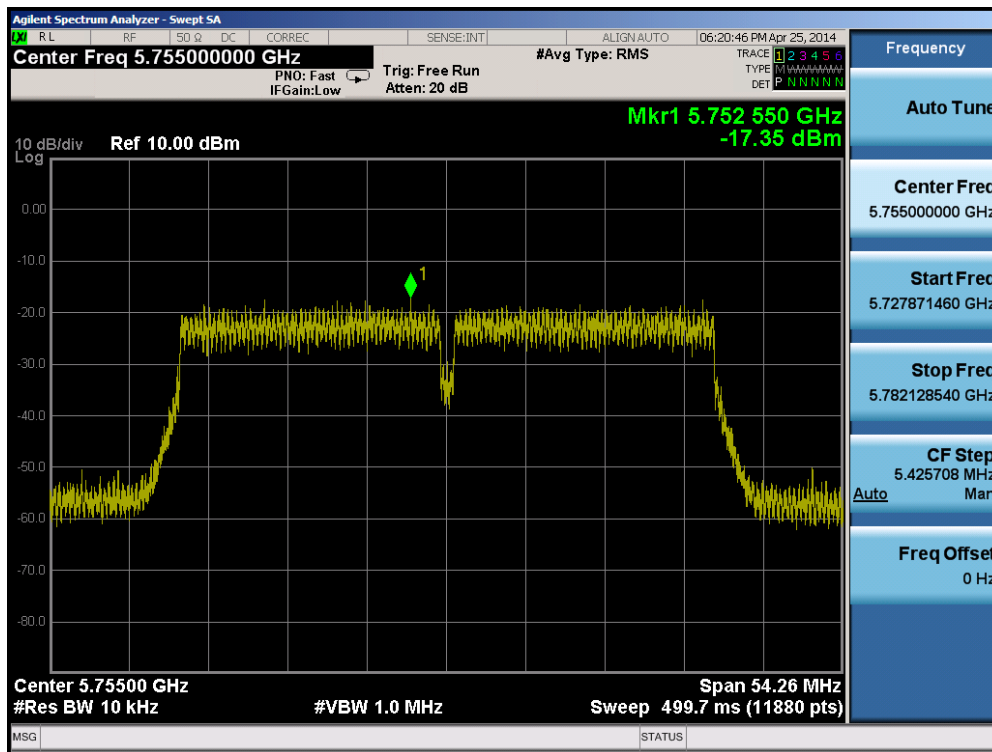 Agilent Spectrum Analyzer - Swept SA
LXI RL RF 50 Ω DC CORREC SENSE:INT ALIGN AUTO 06:20:46 PM Apr 25, 2014
Center Freq 5.755000000 GHz
#Avg Type: RMS
TRACE 1 2 3 4 5 6
PNO: Fast Trig: Free Run
TYPE M WWWWW
IFGain:Low Atten: 20 dB
DET P N N N N N
Mkr1 5.752 550 GHz
-17.35 dBm
10 dB/div Ref 10.00 dBm
Log
0.00
-10.0
1
-20.0
-30.0
-40.0
-50.0
-60.0
-70.0
-80.0
Center 5.75500 GHz Span 54.26 MHz
#Res BW 10 kHz #VBW 1.0 MHz Sweep 499.7 ms (11880 pts)
MSG STATUS
Frequency
Auto Tune
Center Freq
5.755000000 GHz
Start Freq
5.727871460 GHz
Stop Freq
5.782128540 GHz
CF Step
5.425708 MHz
Auto Man
Freq Offset
0 Hz